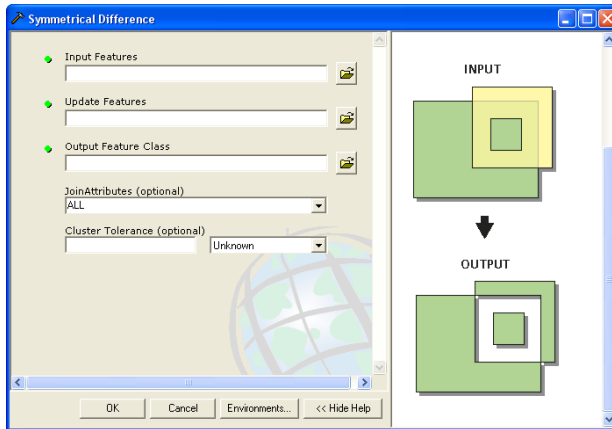 Symmetrical Difference
Input Features
Update Features
Output Feature Class
JoinAttributes (optional)
ALL
Cluster Tolerance (optional)
Unknown
OK
Cancel
Environments...
<< Hide Help
INPUT
OUTPUT